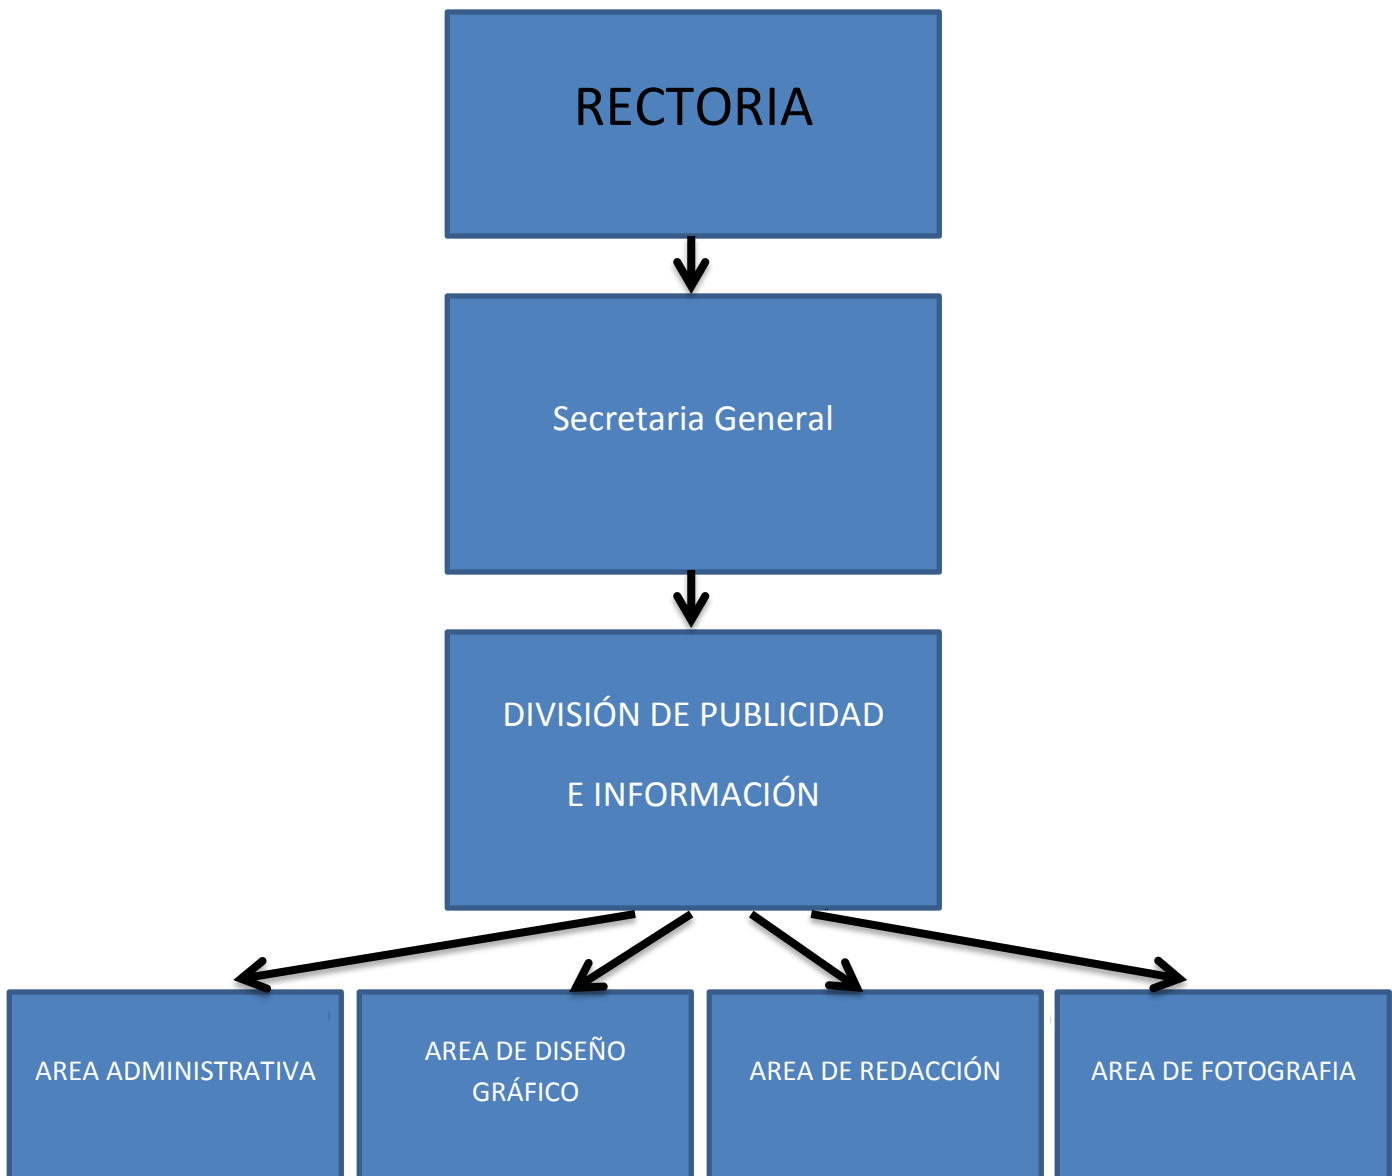 RECTORIA
Secretaria General
DIVISIÓN DE PUBLICIDAD
E INFORMACIÓN
AREA ADMINISTRATIVA
AREA DE DISEÑO
GRÁFICO
AREA DE REDACCIÓN
AREA DE FOTOGRAFIA